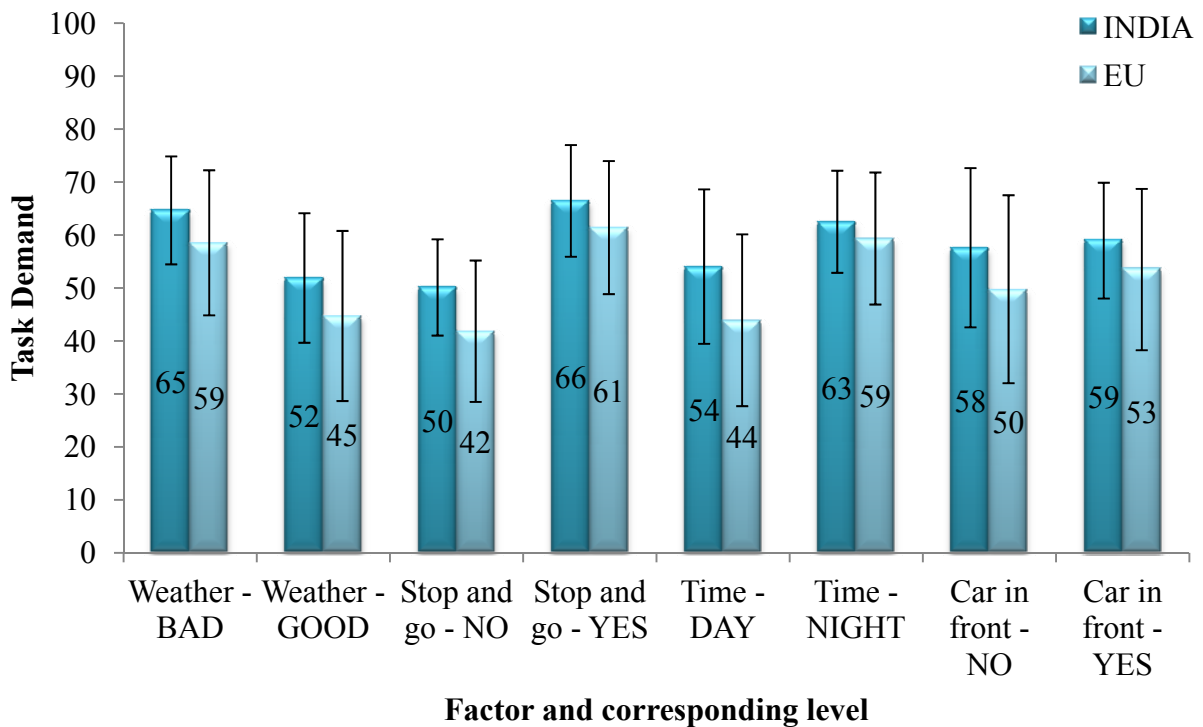 100
90
80
70
60
50
40
30
20
10
0
Task Demand
INDIA
EU
65
59
52
45
50
42
66
61
54
44
63
59
58
50
59
53
Weather -
BAD
Weather -
GOOD
Stop and
go - NO
Stop and
go - YES
Time -
DAY
Time -
NIGHT
Car in
front -
NO
Car in
front -
YES
Factor and corresponding level